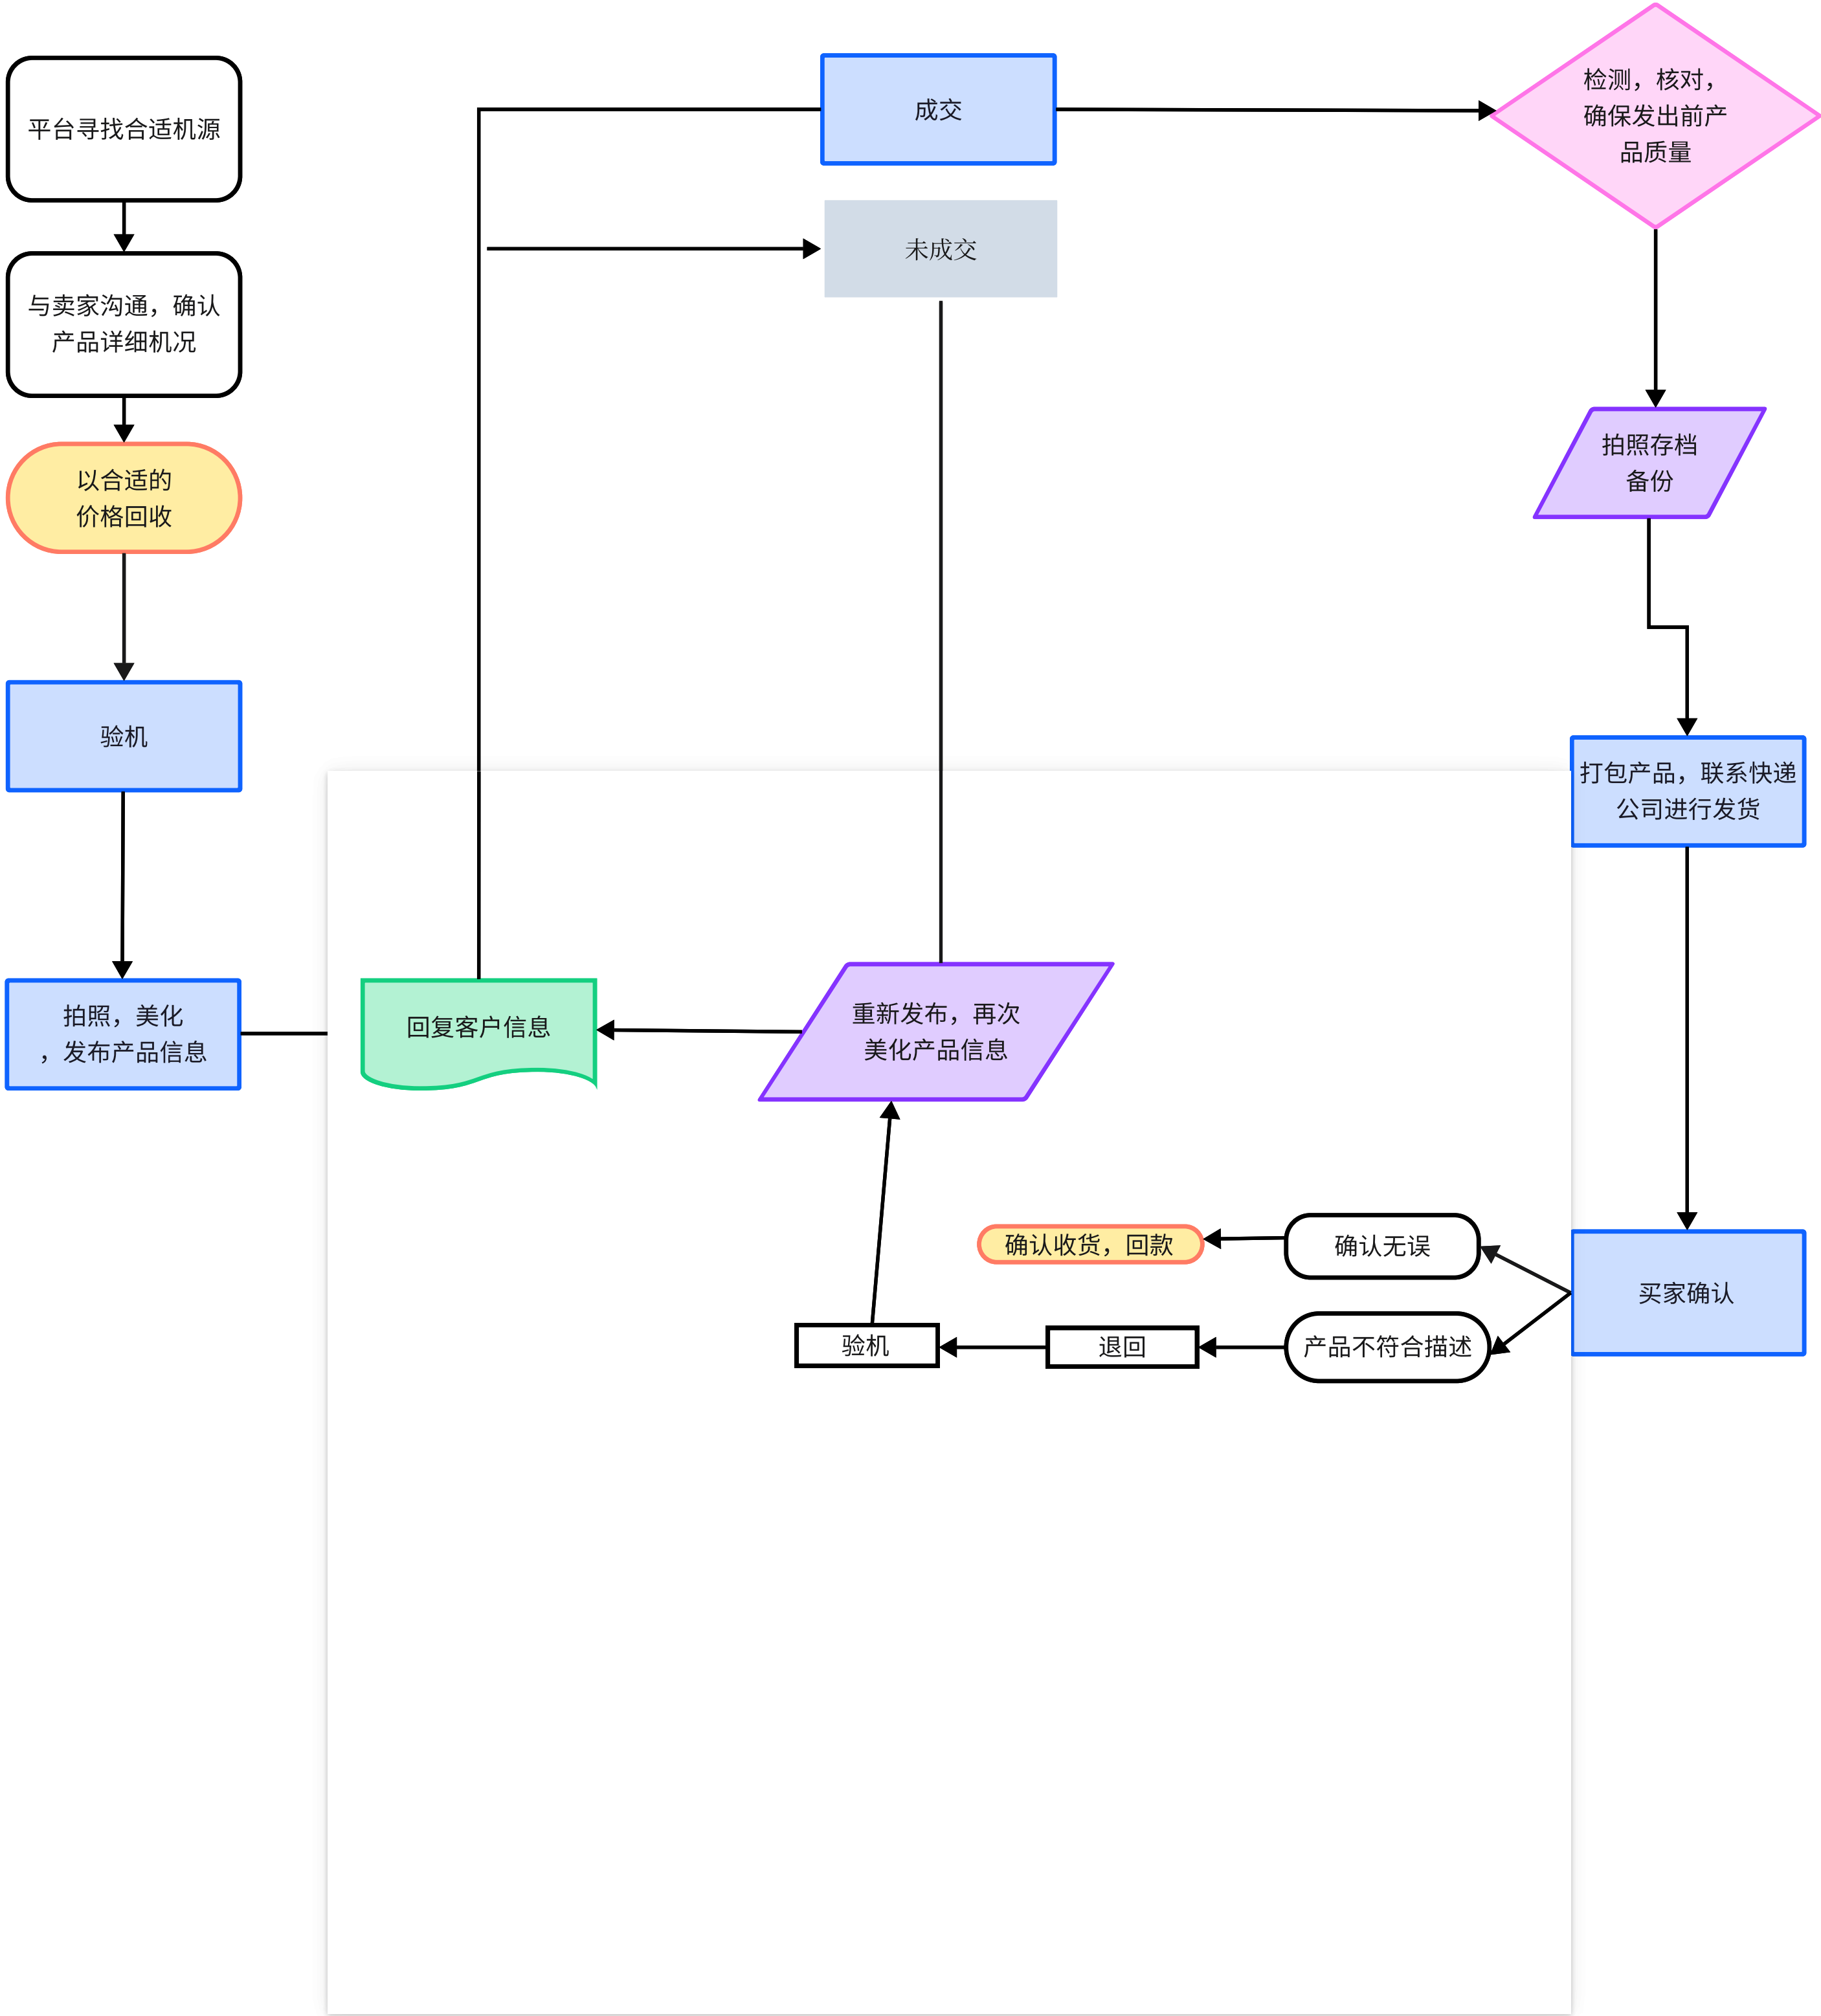 平台寻找合适机源
与卖家沟通，确认
产品详细机况
以合适的
价格回收
验机
拍照，美化
，发布产品信息
回复客户信息
成交
未成交
重新发布，再次
美化产品信息
检测，核对，
确保发出前产
品质量
拍照存档
备份
打包产品，联系快递
公司进行发货
买家确认
确认无误
确认收货，回款
产品不符合描述
退回
验机